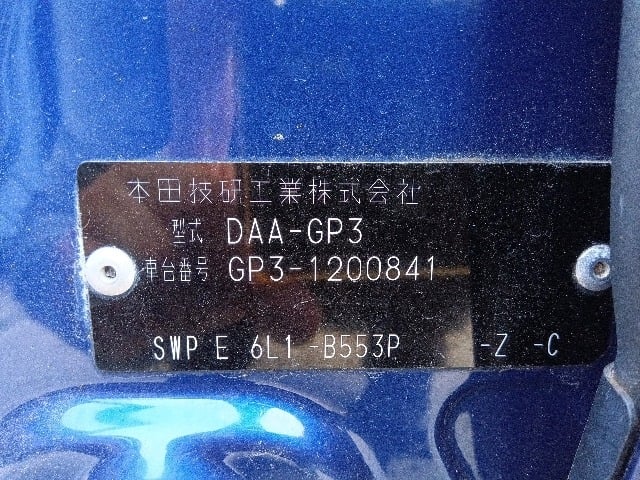 本田技研工業株式会社
型式 DAA-GP3
車台番号 GP3-1200841
SWP E 6L1 -B553P -Z -C